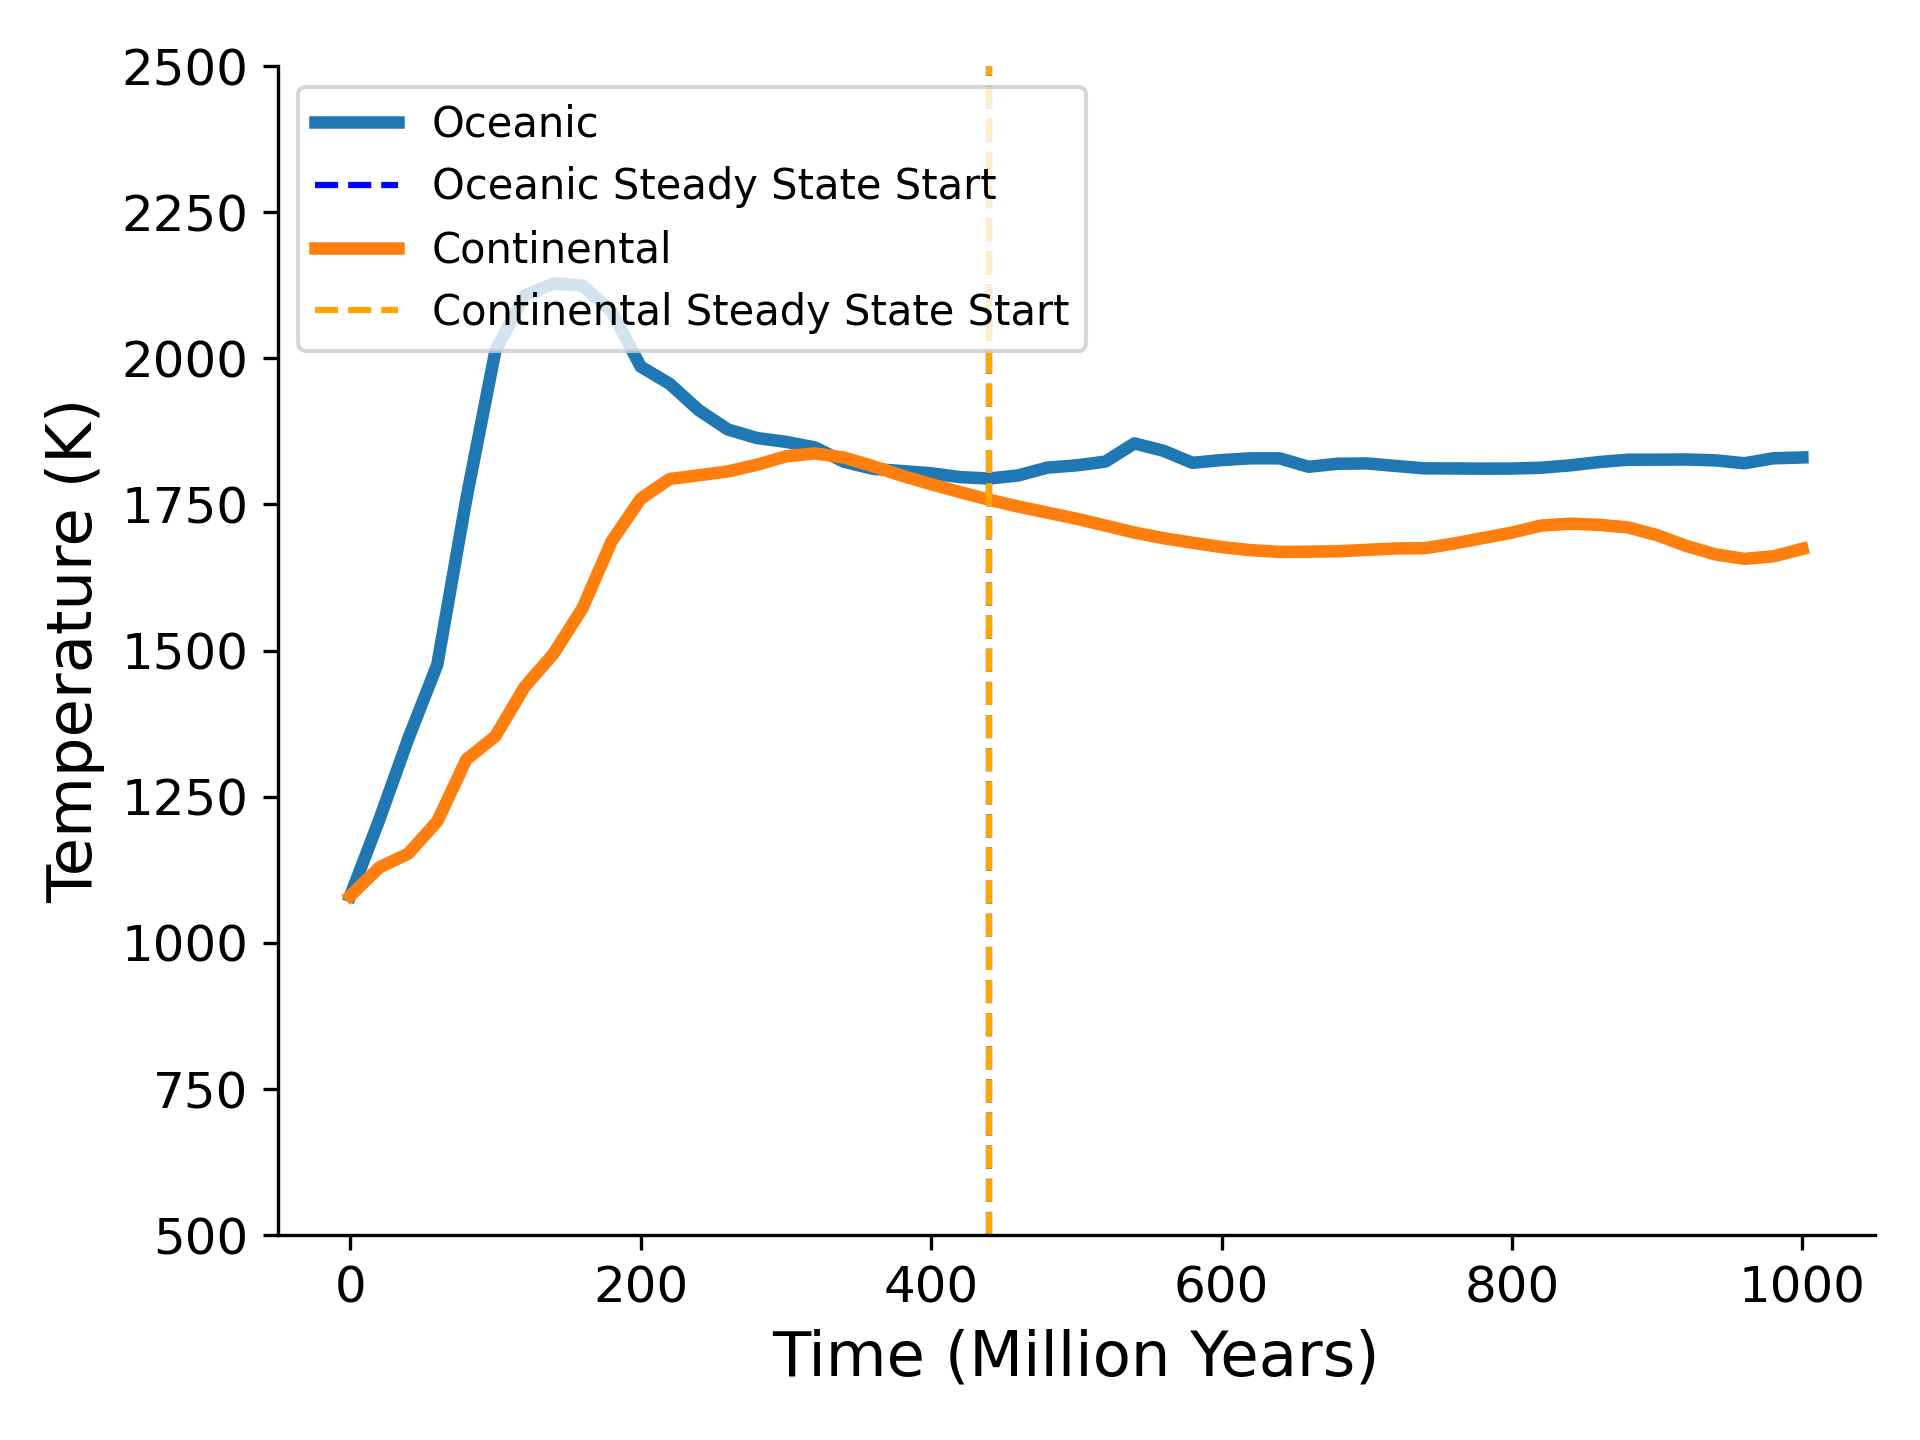 2500
2250
2000
1750
1500
1250
1000
750
500
Temperature (K)
Oceanic
Oceanic Steady State Start
Continental
Continental Steady State Start
0 200 400 600 800 1000
Time (Million Years)